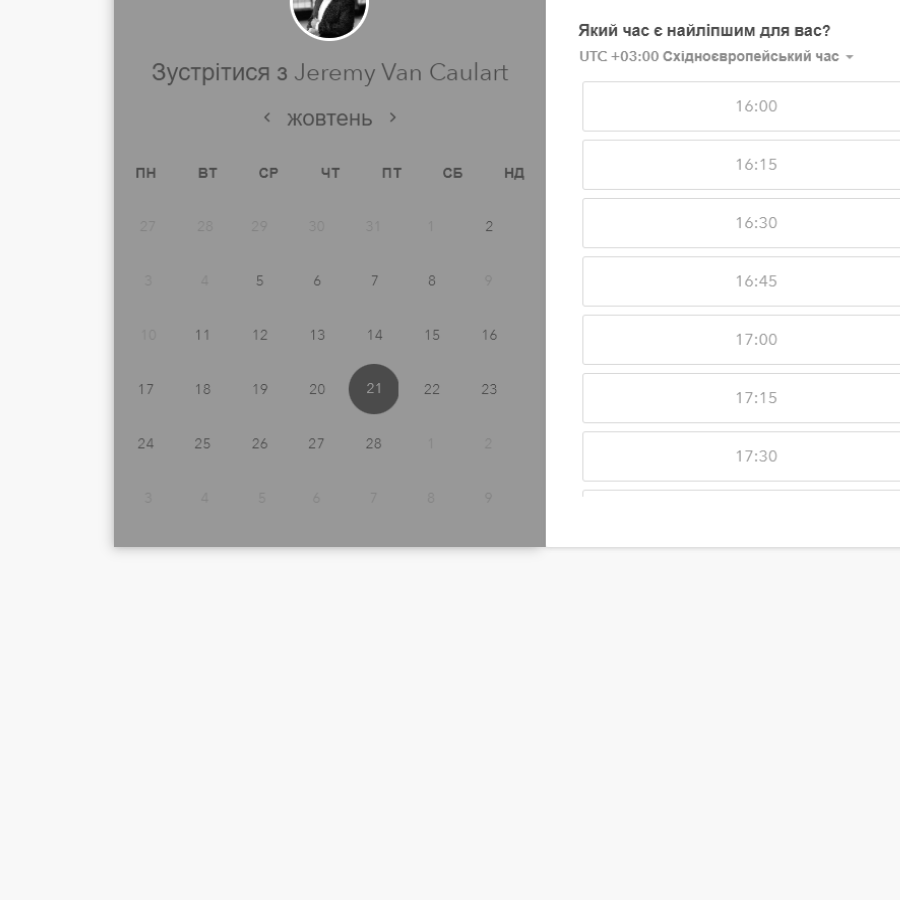 Зустрітися з Jeremy Van Caulart
жовтень
ПН ВТ СР ЧТ ПТ СБ НД
27 28 29 30 31 1 2
3 4 5 6 7 8 9
10 11 12 13 14 15 16
17 18 19 20 21 22 23
24 25 26 27 28 1 2
3 4 5 6 7 8 9
Який час є найліпшим для вас?
UTC +03:00 Східноєвропейський час
16:00
16:15
16:30
16:45
17:00
17:15
17:30